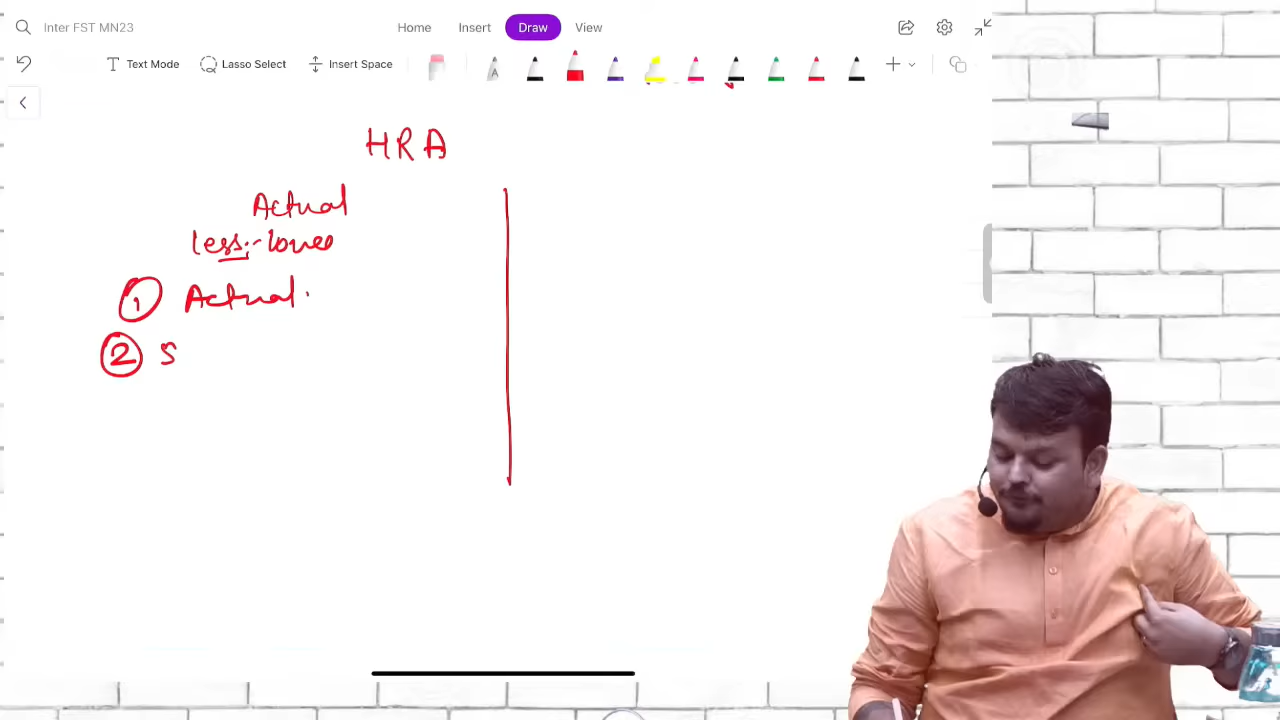 Inter FST MN23
Home Insert Draw View
Text Mode Lasso Select Insert Space
HRA
Actual
less:- lower
① Actual.
② S